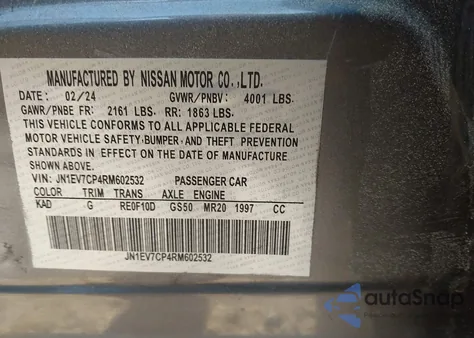 MANUFACTURED BY NISSAN MOTOR CO.,LTD.
DATE: 02/24 GVWR/PNBV: 4001 LBS.
GAWR/PNBE FR: 2161 LBS. RR: 1863 LBS.
THIS VEHICLE CONFORMS TO ALL APPLICABLE FEDERAL
MOTOR VEHICLE SAFETY, BUMPER, AND THEFT PREVENTION
STANDARDS IN EFFECT ON THE DATE OF MANUFACTURE
SHOWN ABOVE.
VIN: JN1EV7CP4RM602532 PASSENGER CAR
COLOR TRIM TRANS AXLE ENGINE
KAD G RE0F10D GS50 MR20 1997 CC
JN1EV7CP4RM602532
autoSnap